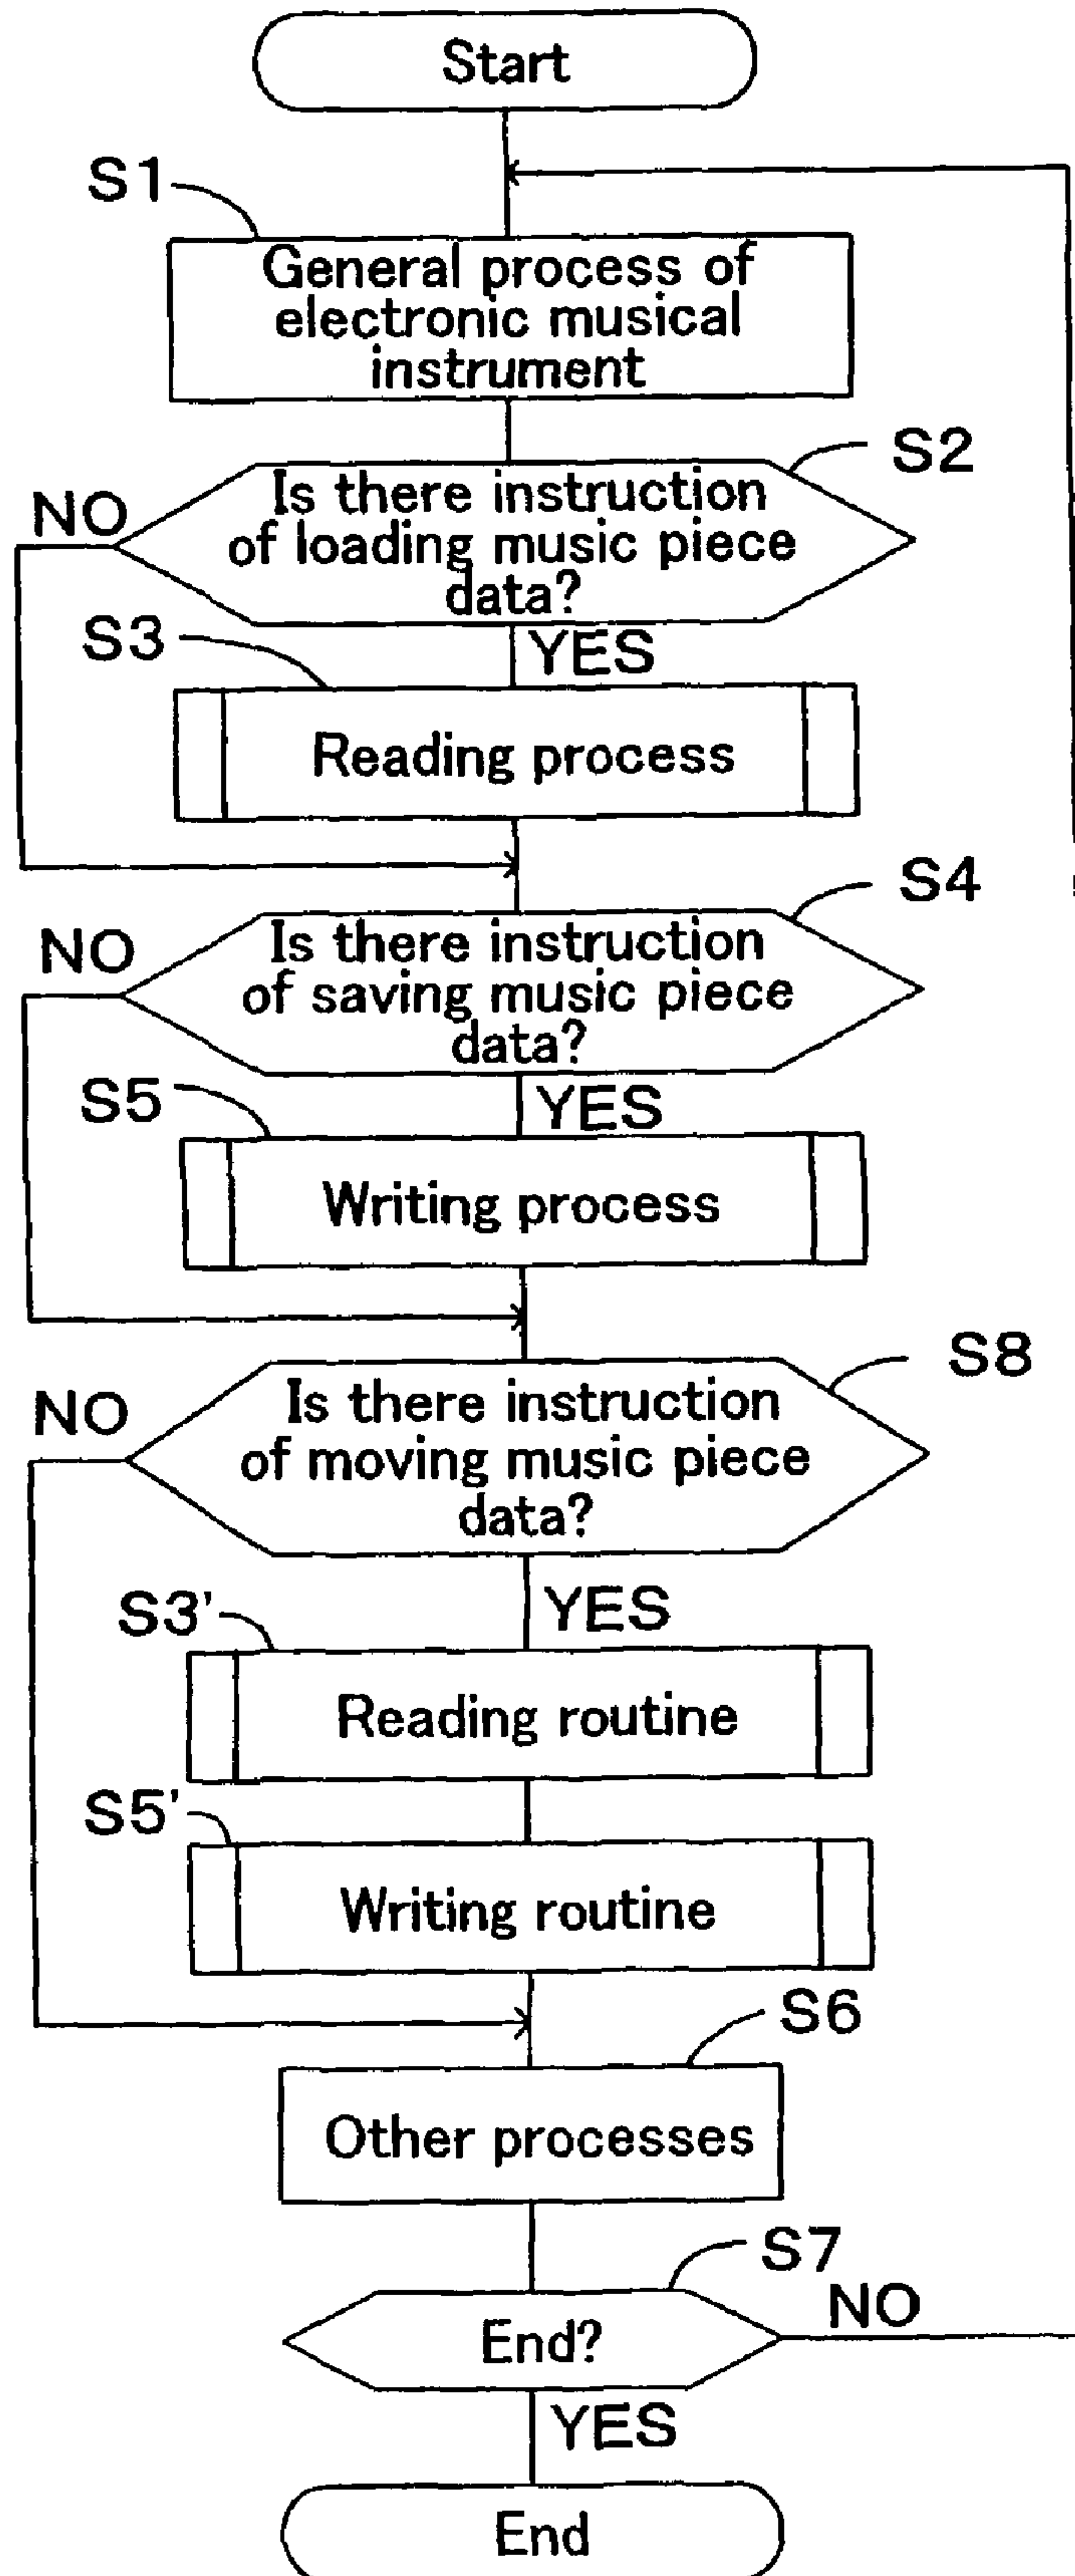 Start
S1
General process of
electronic musical
instrument
S2
NO
Is there instruction
of loading music piece
data?
S3
YES
Reading process
S4
NO
Is there instruction
of saving music piece
data?
S5
YES
Writing process
S8
NO
Is there instruction
of moving music piece
data?
S3'
YES
Reading routine
S5'
Writing routine
S6
Other processes
S7
NO
End?
YES
End